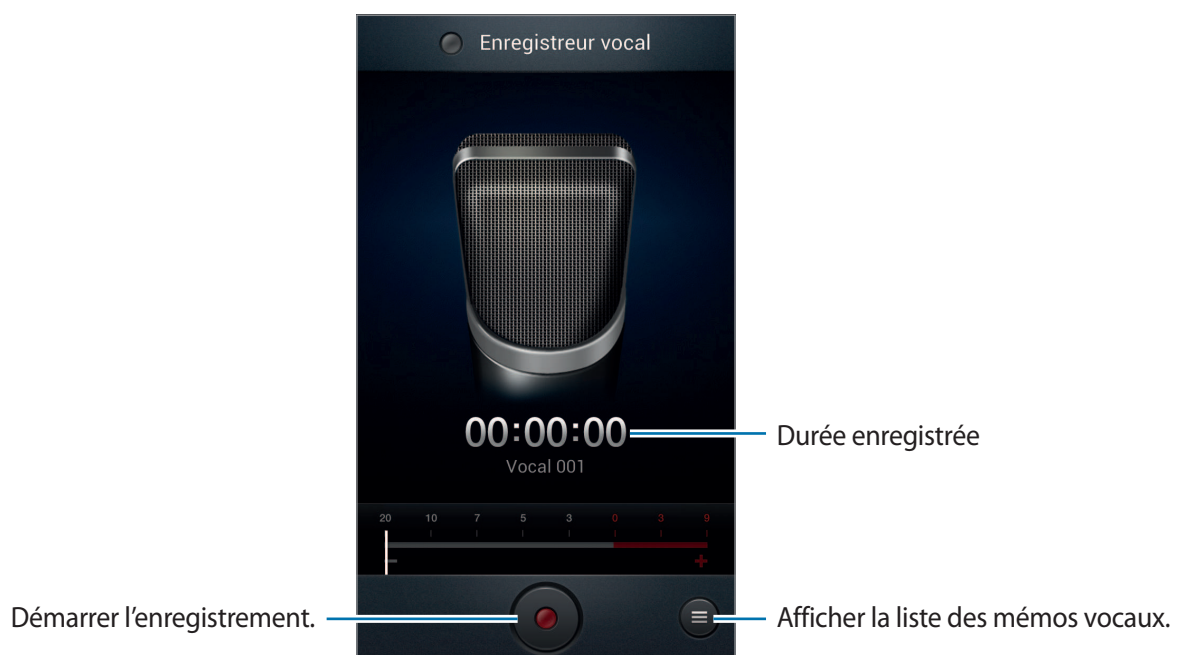 Enregistreur vocal
00:00:00
Durée enregistrée
Vocal 001
20 10 7 5 3 0 3 9
- +
Démarrer l'enregistrement.
Afficher la liste des mémos vocaux.